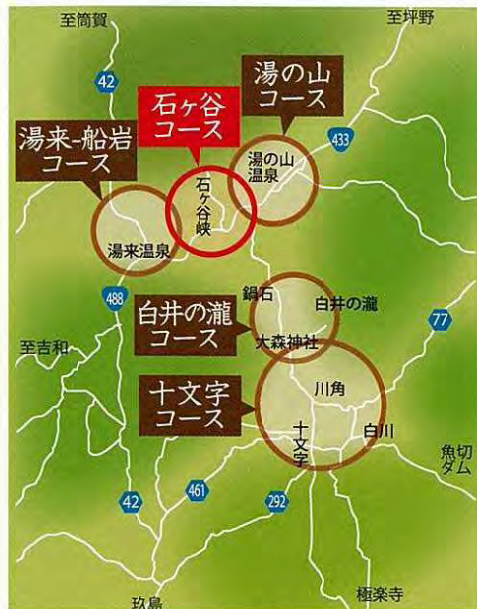 至筒賀
至坪野
42
湯の山
コース
石ヶ谷
コース
433
湯来-船岩
コース
湯の山
温泉
石ヶ谷峡
湯来温泉
488
鍋石
白井の瀧
77
白井の瀧
コース
至吉和
大森神社
川角
十文字
コース
十文字
白川
魚切
ダム
461
42
292
玖島
極楽寺